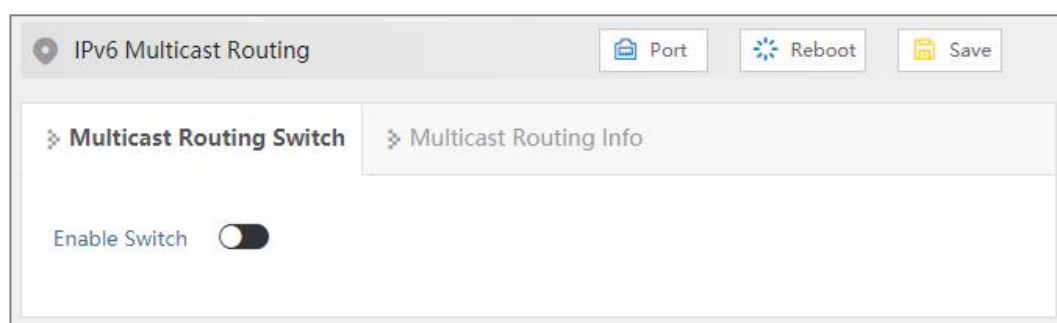 IPv6 Multicast Routing Port Reboot Save
Multicast Routing Switch Multicast Routing Info
Enable Switch